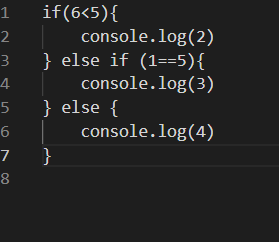 1 if(6<5){
2     console.log(2)
3 } else if (1==5){
4     console.log(3)
5 } else {
6     console.log(4)
7 }
8